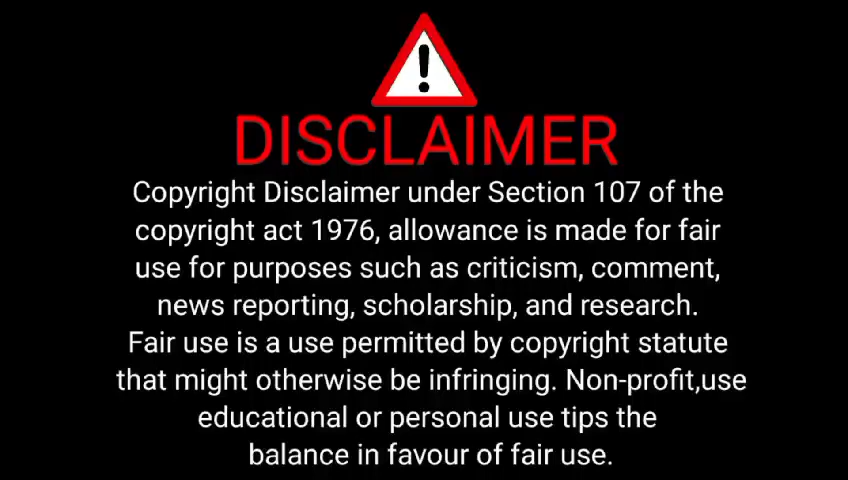 DISCLAIMER
Copyright Disclaimer under Section 107 of the
copyright act 1976, allowance is made for fair
use for purposes such as criticism, comment,
news reporting, scholarship, and research.
Fair use is a use permitted by copyright statute
that might otherwise be infringing. Non-profit,use
educational or personal use tips the
balance in favour of fair use.